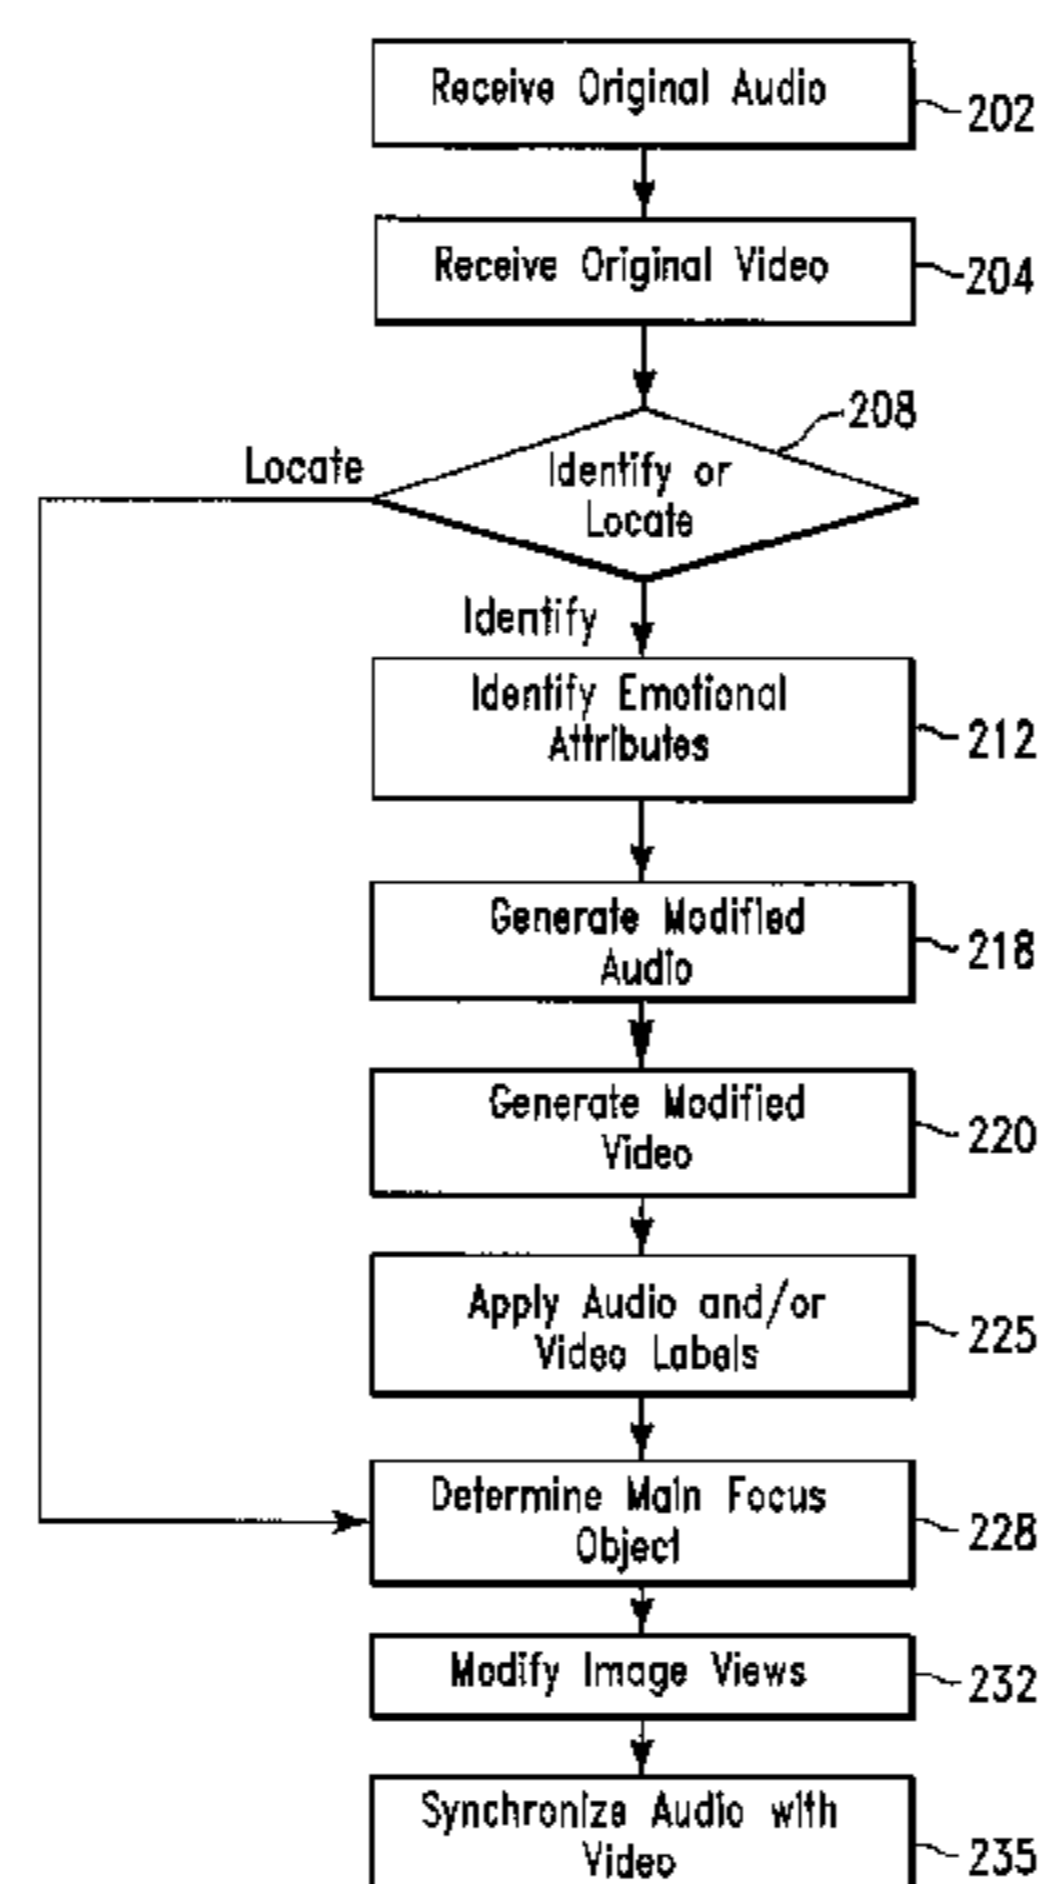 Receive Original Audio
202
Receive Original Video
204
208
Locate
Identify or
Locate
Identify
Identify Emotional
Attributes
212
Generate Modified
Audio
218
Generate Modified
Video
220
Apply Audio and/or
Video Labels
225
Determine Main Focus
Object
228
Modify Image Views
232
Synchronize Audio with
Video
235